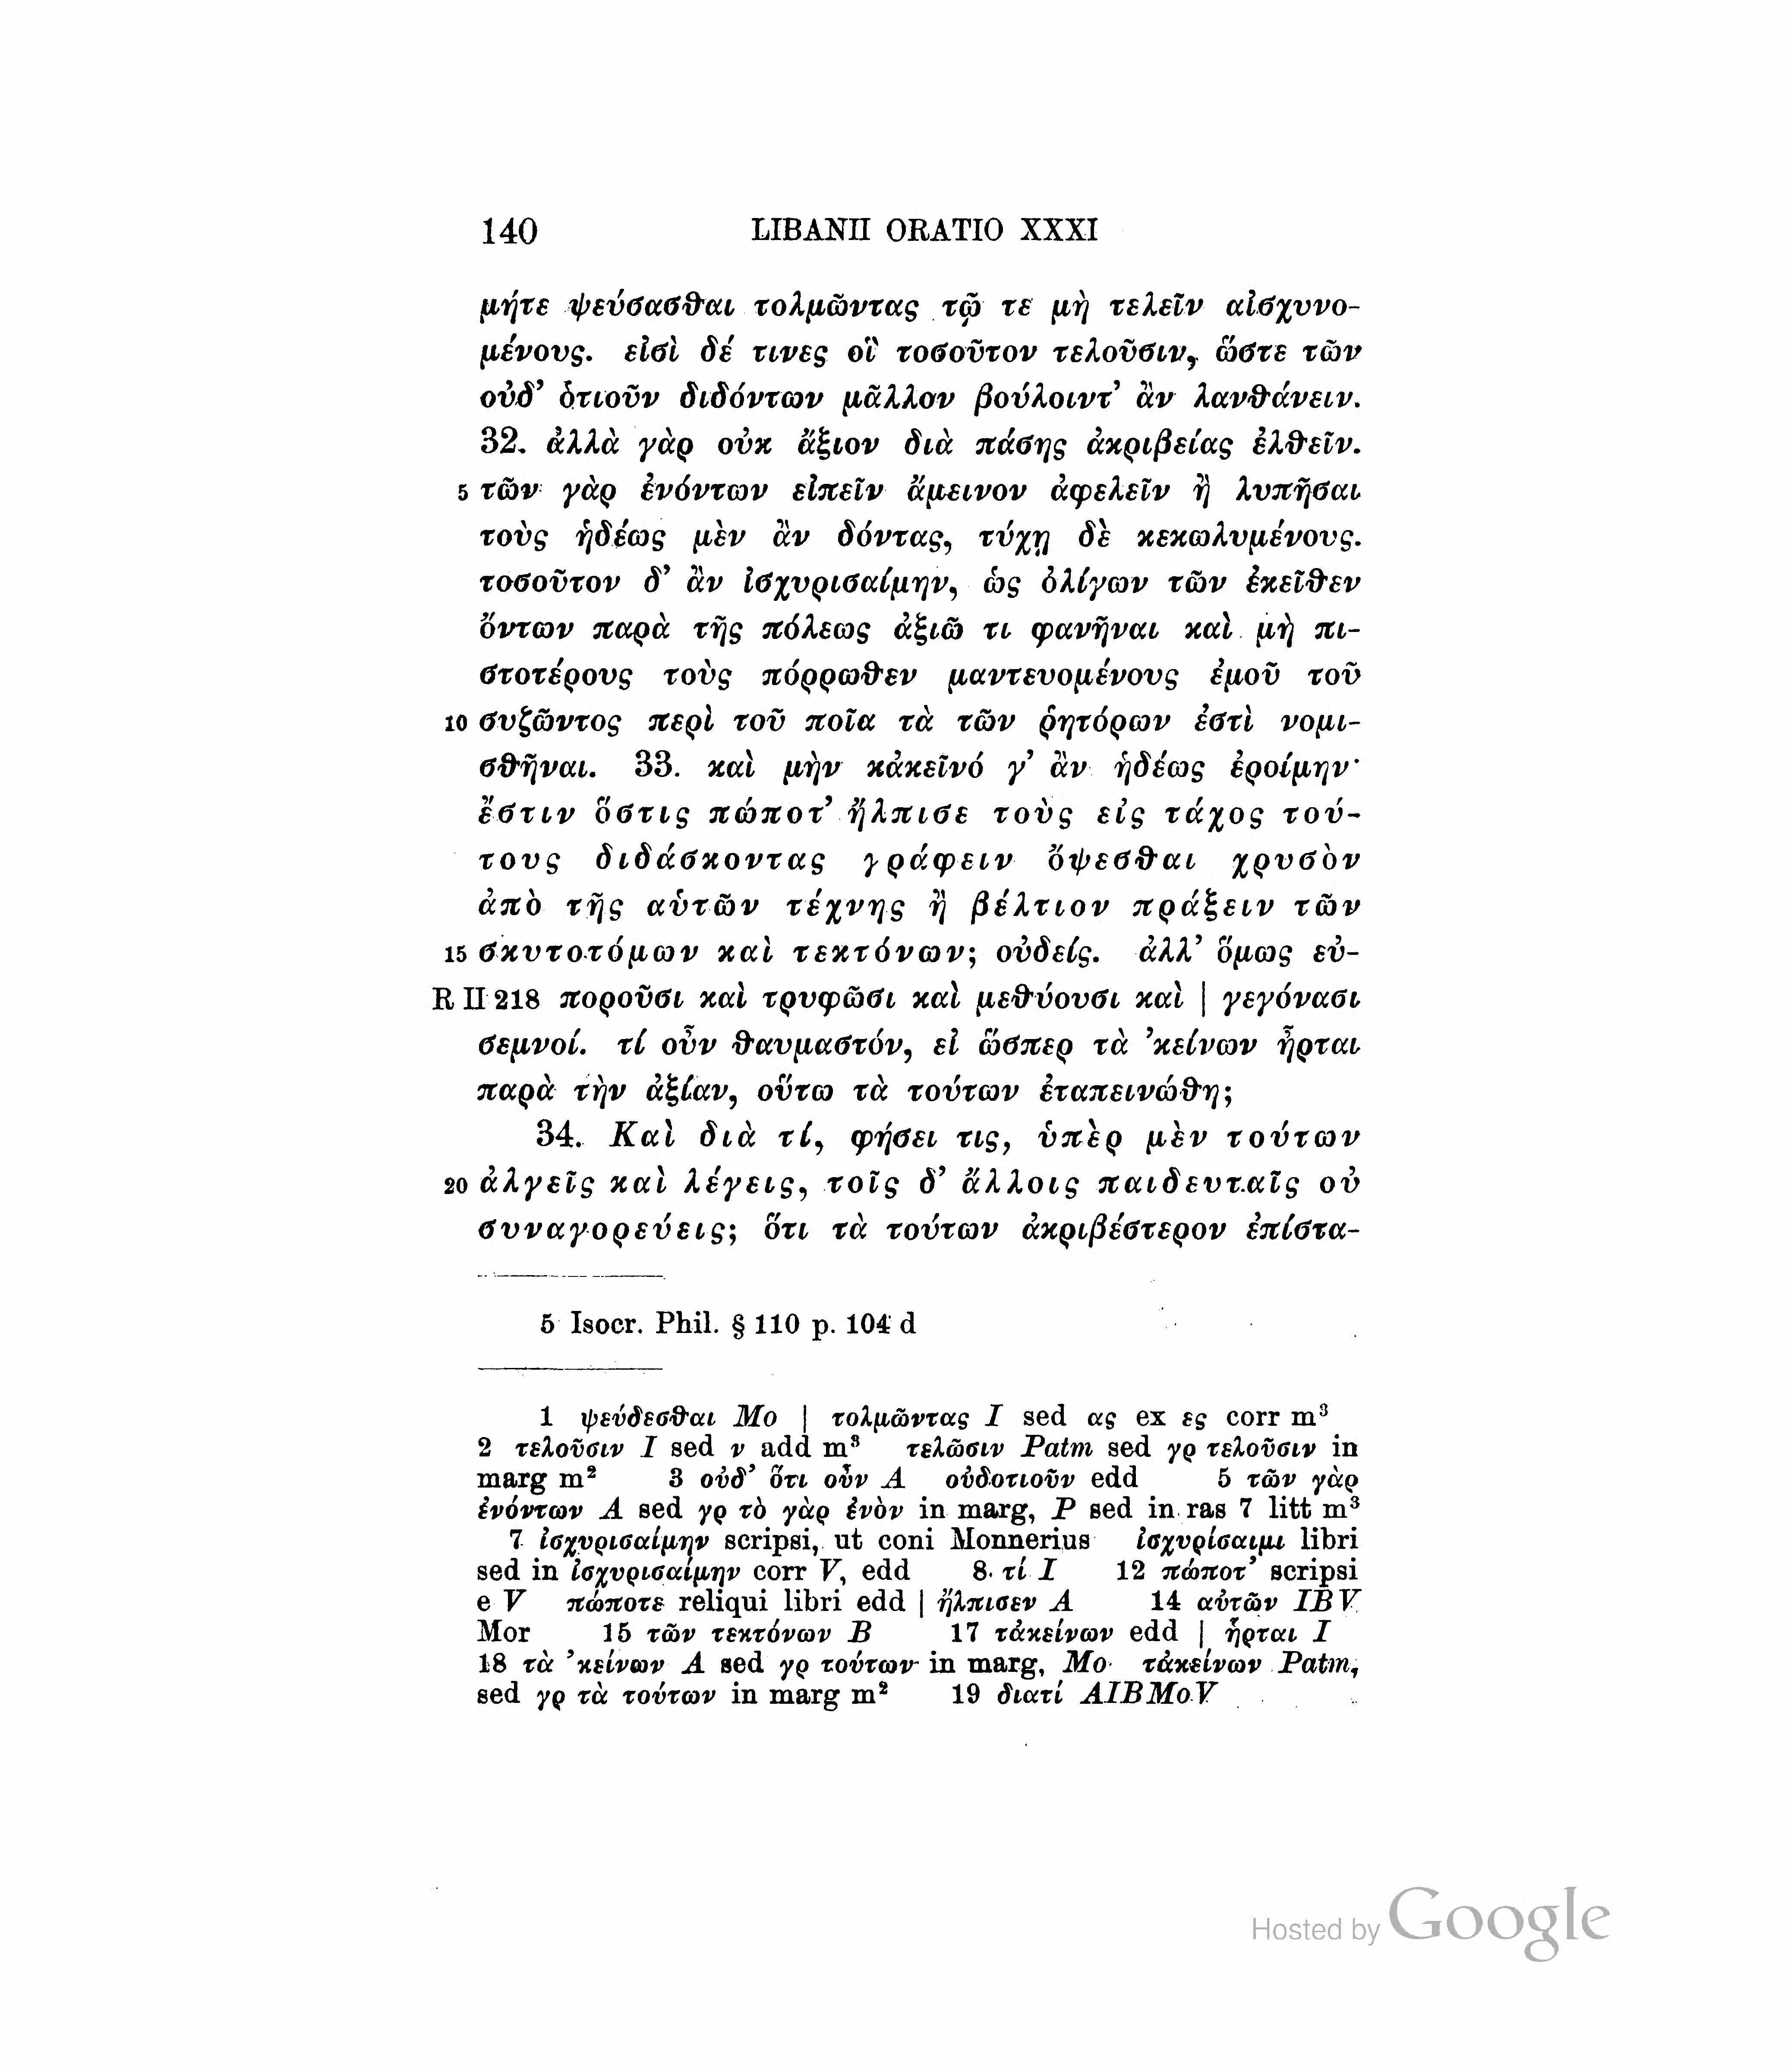 140 LIBANII ORATIO XXXI
μήτε ψεύσασθαι τολμῶντας τῷ τε μὴ τελεῖν αἰσχυνο-
μένους. εἰσὶ δέ τινες οἳ τοσοῦτον τελοῦσιν, ὥστε τῶν
οὐδ’ ὁτιοῦν διδόντων μᾶλλον βούλοιντ’ ἂν λανθάνειν.
32. ἀλλὰ γὰρ οὐκ ἄξιον διὰ πάσης ἀκριβείας ἐλθεῖν.
5 τῶν γὰρ ἐνόντων εἰπεῖν ἄμεινον ἀφελεῖν ἢ λυπῆσαι
τοὺς ἡδέως μὲν ἂν δόντας, τύχῃ δὲ κεκωλυμένους.
τοσοῦτον δ’ ἂν ἰσχυρισαίμην, ὡς ὀλίγων τῶν ἐκεῖθεν
ὄντων παρὰ τῆς πόλεως ἀξιῶ τι φανῆναι καὶ μὴ πι-
στοτέρους τοὺς πόρρωθεν μαντευομένους ἐμοῦ τοῦ
10 συζῶντος περὶ τοῦ ποῖα τὰ τῶν ῥητόρων ἐστὶ νομι-
σθῆναι. 33. καὶ μὴν κἀκεῖνό γ’ ἂν ἡδέως ἐροίμην·
ἔστιν ὅστις πώποτ’ ἤλπισε τοὺς εἰς τάχος τού-
τους διδάσκοντας γράφειν ὄψεσθαι χρυσὸν
ἀπὸ τῆς αὑτῶν τέχνης ἢ βέλτιον πράξειν τῶν
15 σκυτοτόμων καὶ τεκτόνων; οὐδείς. ἀλλ’ ὅμως εὐ-
R II 218 ποροῦσι καὶ τρυφῶσι καὶ μεθύουσι καὶ | γεγόνασι
σεμνοί. τί οὖν θαυμαστόν, εἰ ὥσπερ τὰ ’κείνων ἦρται
παρὰ τὴν ἀξίαν, οὕτω τὰ τούτων ἐταπεινώθη;
34. Καὶ διὰ τί, φήσει τις, ὑπὲρ μὲν τούτων
20 ἀλγεῖς καὶ λέγεις, τοῖς δ’ ἄλλοις παιδευταῖς οὐ
συναγορεύεις; ὅτι τὰ τούτων ἀκριβέστερον ἐπίστα-
5 Isocr. Phil. § 110 p. 104 d
1 ψεύδεσθαι Mo | τολμῶντας I sed ας ex ες corr m³
2 τελοῦσιν I sed ν add m³ τελῶσιν Patm sed γρ τελοῦσιν in
marg m² 3 οὐδ’ ὅτι οὖν A οὐδοτιοῦν edd 5 τῶν γὰρ
ἐνόντων A sed γρ τὸ γὰρ ἐνὸν in marg, P sed in ras 7 litt m³
7 ἰσχυρισαίμην scripsi, ut coni Monnerius ἰσχυρίσαιμι libri
sed in ἰσχυρισαίμην corr V, edd 8 τί I 12 πώποτ’ scripsi
e V πώποτε reliqui libri edd | ἤλπισεν A 14 αὐτῶν IBV
Mor 15 τῶν τεκτόνων B 17 τἀκείνων edd | ἦρται I
18 τὰ ’κείνων A sed γρ τούτων in marg, Mo τἀκείνων Patm,
sed γρ τὰ τούτων in marg m² 19 διατί AIBMoV
Hosted by Google